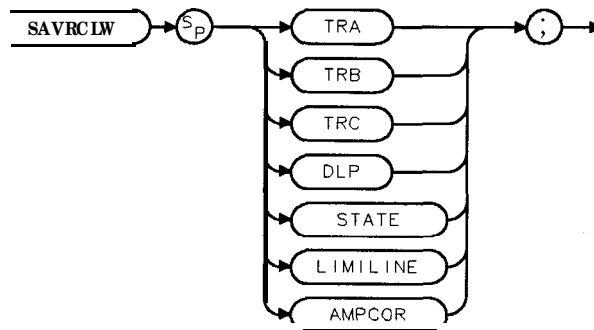 SAVRCLW SP TRA ;
TRB
TRC
DLP
STATE
LIMILINE
AMPCOR